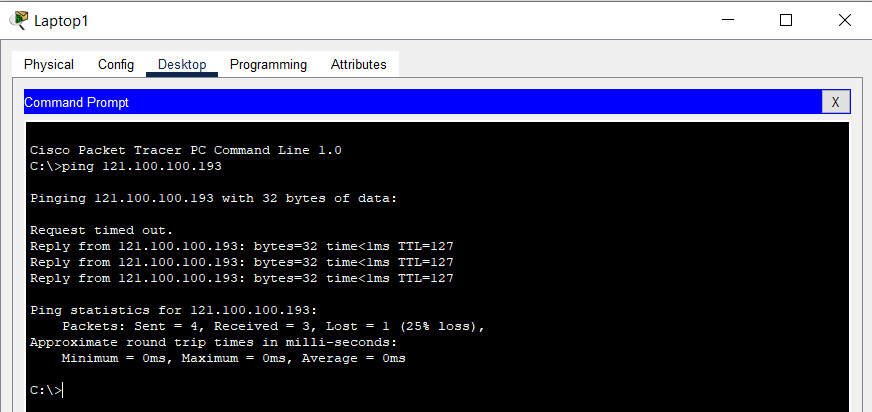 Laptop1
Physical Config Desktop Programming Attributes
Command Prompt X
Cisco Packet Tracer PC Command Line 1.0
C:\>ping 121.100.100.193
Pinging 121.100.100.193 with 32 bytes of data:
Request timed out.
Reply from 121.100.100.193: bytes=32 time<1ms TTL=127
Reply from 121.100.100.193: bytes=32 time<1ms TTL=127
Reply from 121.100.100.193: bytes=32 time<1ms TTL=127
Ping statistics for 121.100.100.193:
Packets: Sent = 4, Received = 3, Lost = 1 (25% loss),
Approximate round trip times in milli-seconds:
Minimum = 0ms, Maximum = 0ms, Average = 0ms
C:\>